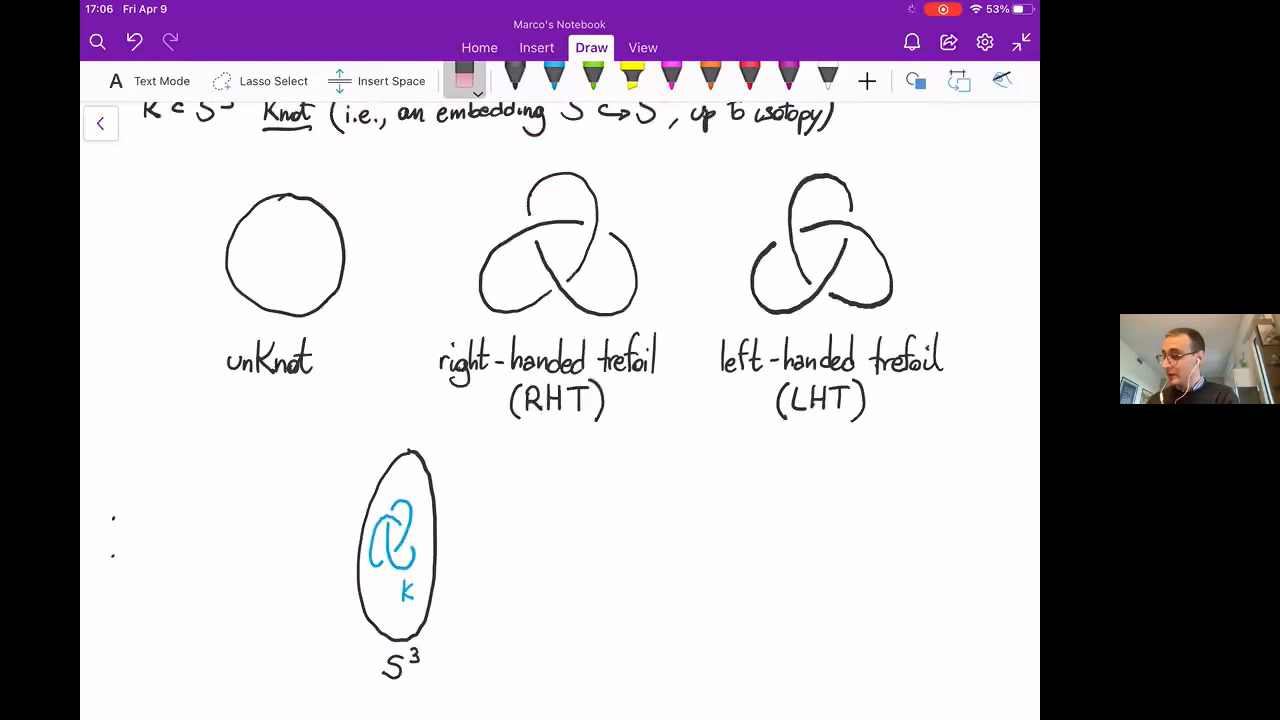 17:06 Fri Apr 9
53%
Marco's Notebook
Home Insert Draw View
A Text Mode Lasso Select Insert Space
K ⊂ S³ Knot (i.e., an embedding S ↪ S, up to isotopy)
unKnot
right-handed trefoil
(RHT)
left-handed trefoil
(LHT)
K
S³